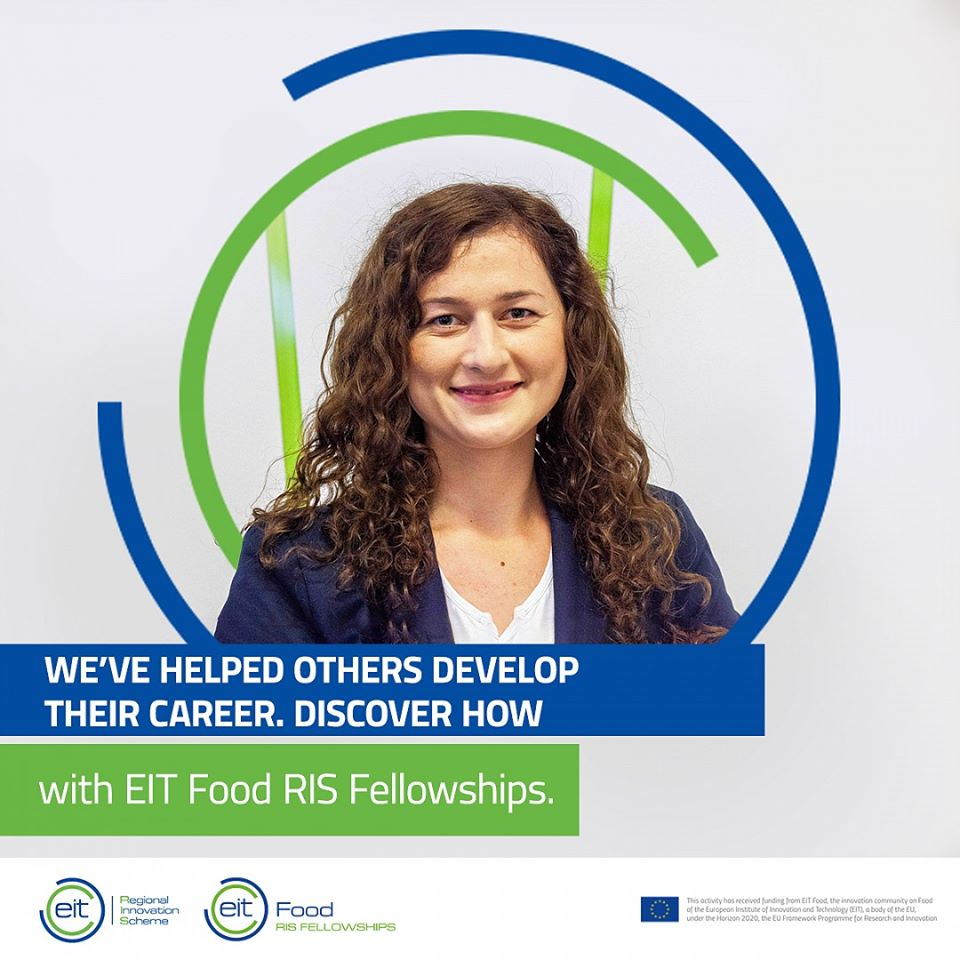 WE'VE HELPED OTHERS DEVELOP
THEIR CAREER. DISCOVER HOW
with EIT Food RIS Fellowships.
eit
Regional
Innovation
Scheme
eit
Food
RIS FELLOWSHIPS
This activity has received funding from EIT Food, the innovation community on Food
of the European Institute of Innovation and Technology (EIT), a body of the EU,
under the Horizon 2020, the EU Framework Programme for Research and Innovation